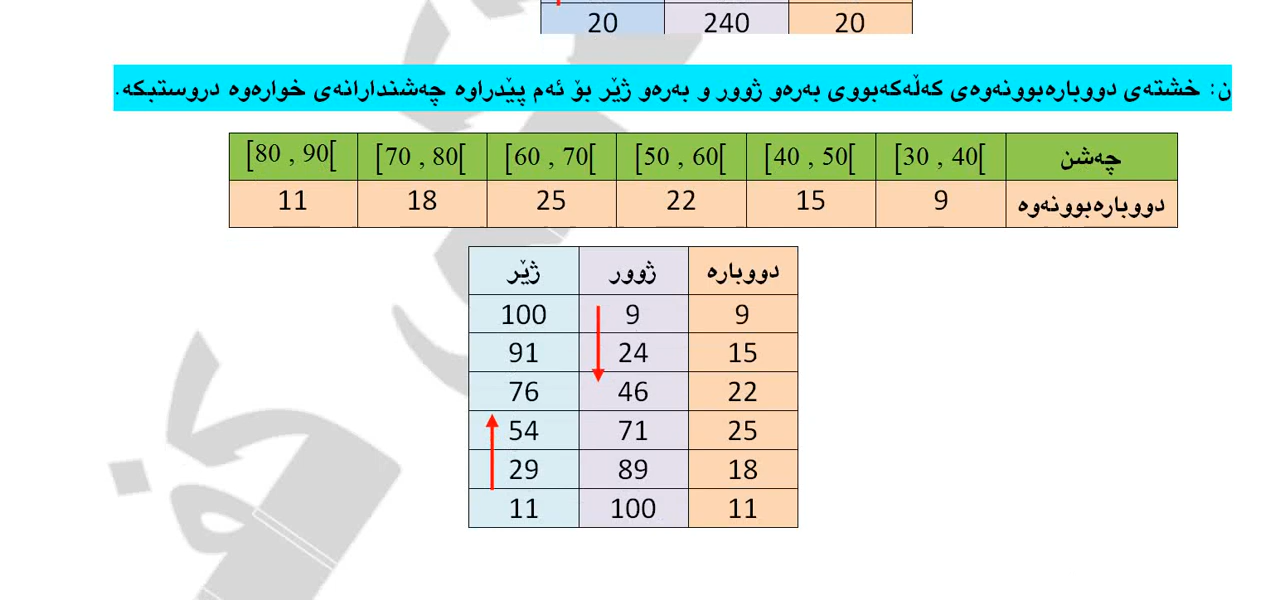 20 240 20
ن: خشتەی دووبارەبوونەوەی کەڵەکەبووی بەرەو ژوور و بەرەو ژێر بۆ ئەم پێدراوە چەشندارانەی خوارەوە دروستبکە.
چەشن [30 , 40[ [40 , 50[ [50 , 60[ [60 , 70[ [70 , 80[ [80 , 90[
دووبارەبوونەوە 9 15 22 25 18 11
دووبارە ژوور ژێر
9 9 100
15 24 91
22 46 76
25 71 54
18 89 29
11 100 11